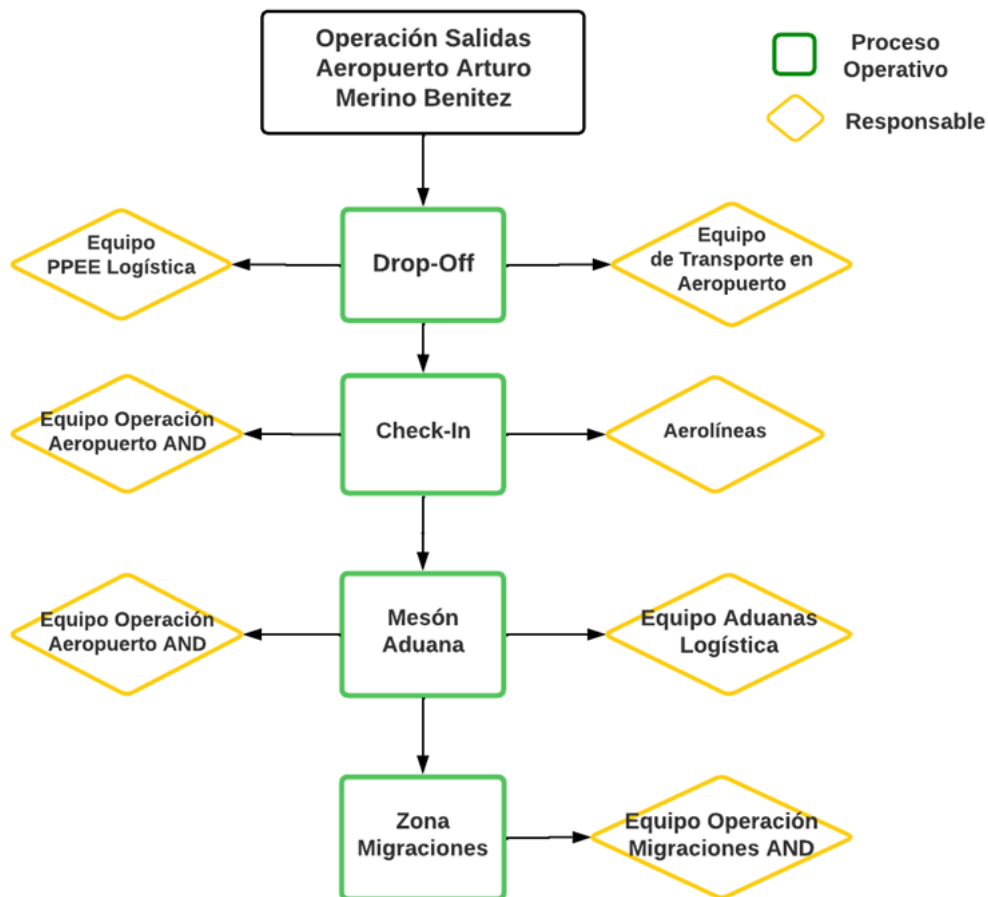 Operación Salidas
Aeropuerto Arturo
Merino Benitez
Proceso
Operativo
Responsable
Equipo
PPEE Logística
Drop-Off
Equipo
de Transporte en
Aeropuerto
Equipo Operación
Aeropuerto AND
Check-In
Aerolíneas
Equipo Operación
Aeropuerto AND
Mesón
Aduana
Equipo Aduanas
Logística
Zona
Migraciones
Equipo Operación
Migraciones AND